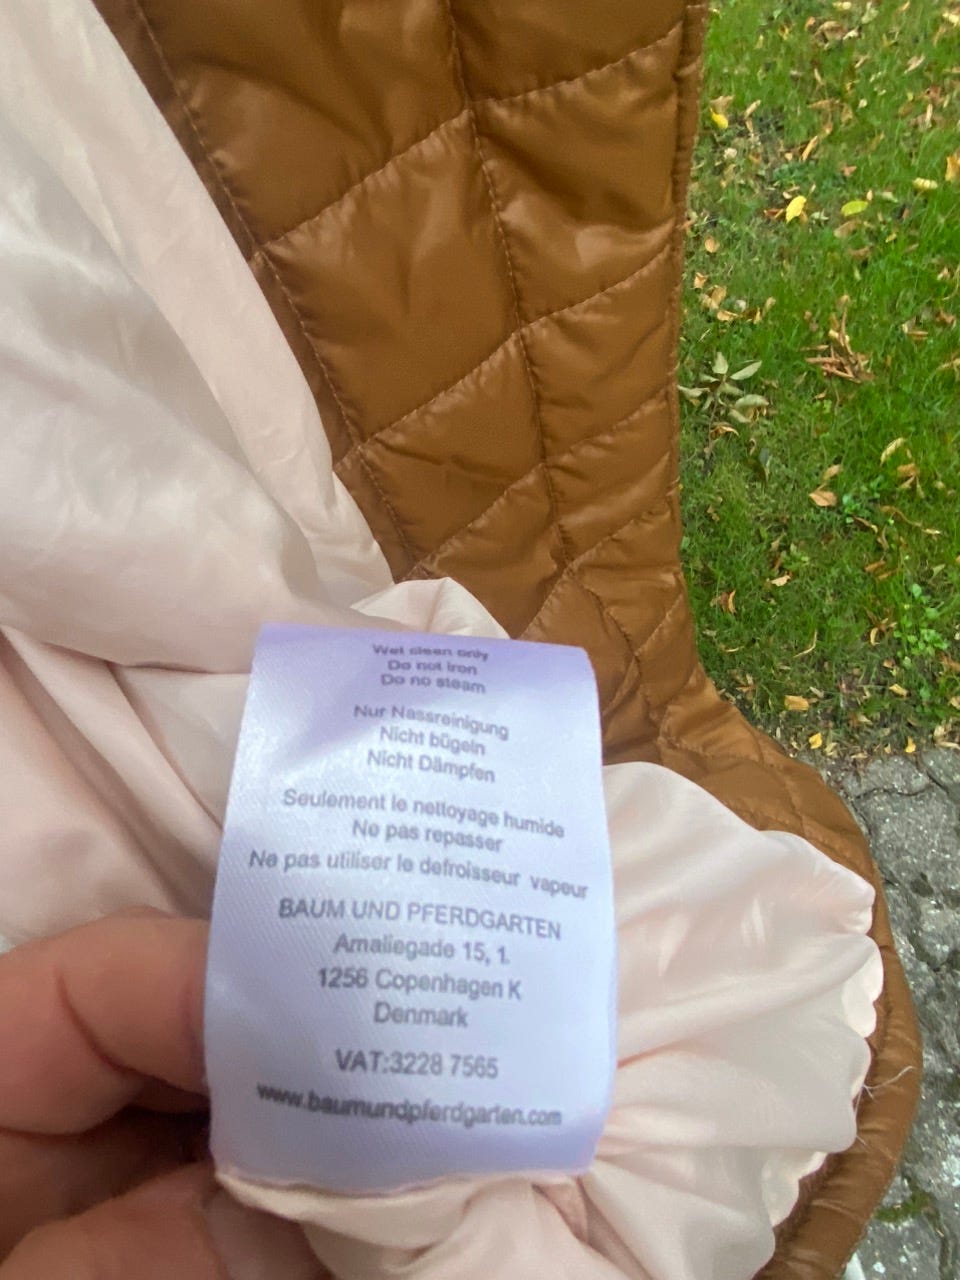 Wet clean only
Do not iron
Do no steam
Nur Nassreinigung
Nicht bügeln
Nicht Dämpfen
Seulement le nettoyage humide
Ne pas repasser
Ne pas utiliser le defroisseur vapeur
BAUM UND PFERDGARTEN
Amaliegade 15, 1.
1256 Copenhagen K
Denmark
VAT:3228 7565
www.baumundpferdgarten.com